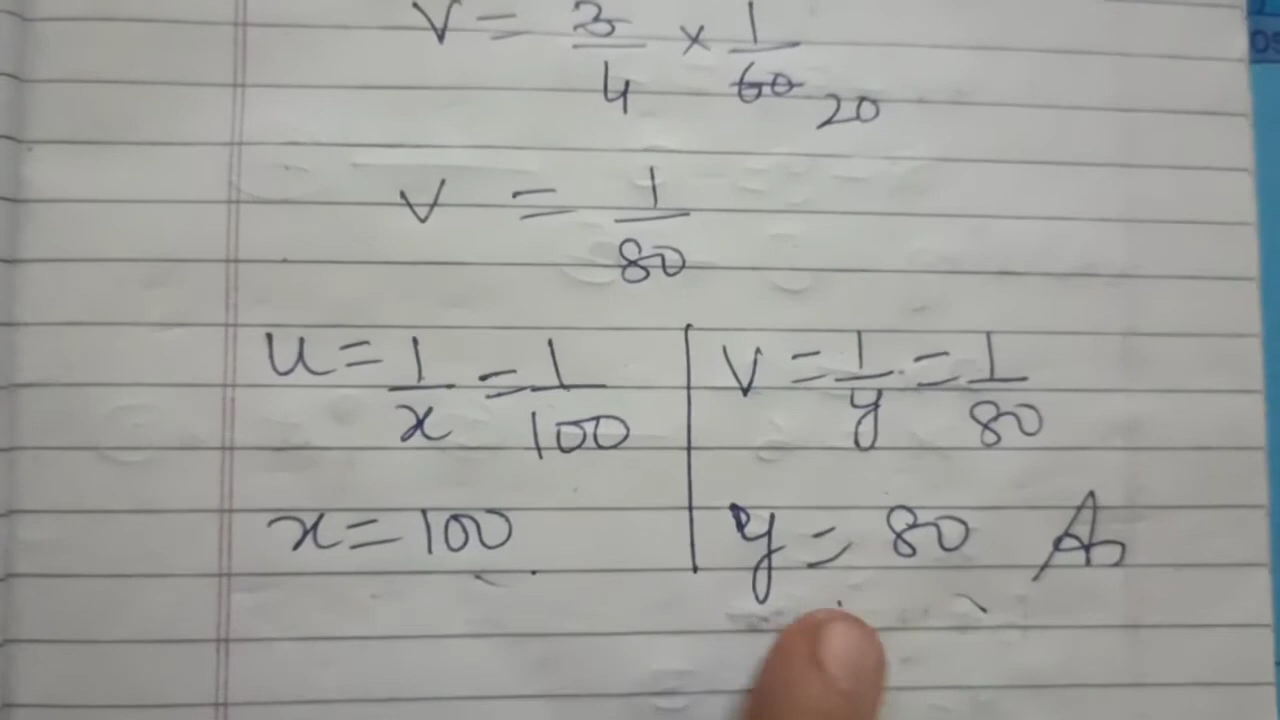 V = 3/4 × 1/60 20
V = 1/80
u = 1/x = 1/100
V = 1/y = 1/80
x = 100
y = 80 A